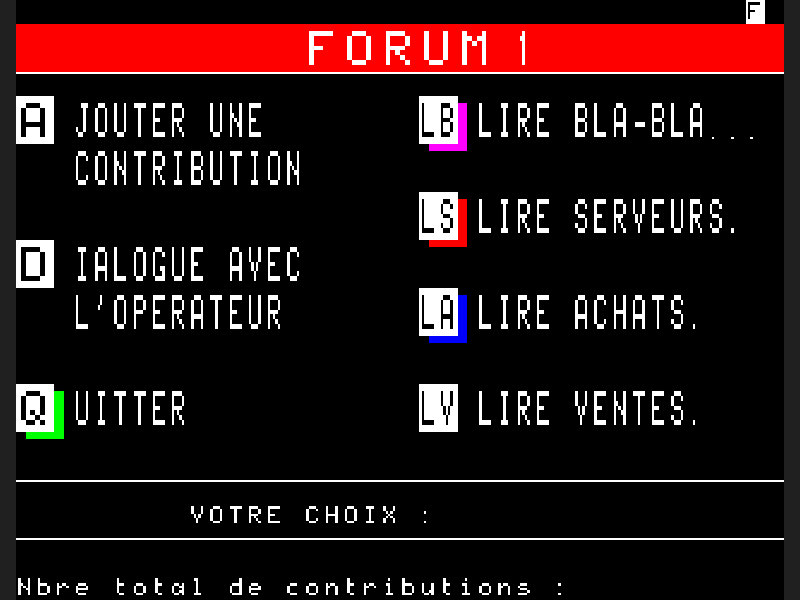 F
FORUM 1
A JOUTER UNE
CONTRIBUTION
D IALOGUE AVEC
L'OPERATEUR
Q UITTER
LB LIRE BLA-BLA...
LS LIRE SERVEURS.
LA LIRE ACHATS.
LV LIRE VENTES.
VOTRE CHOIX :
Nbre total de contributions :